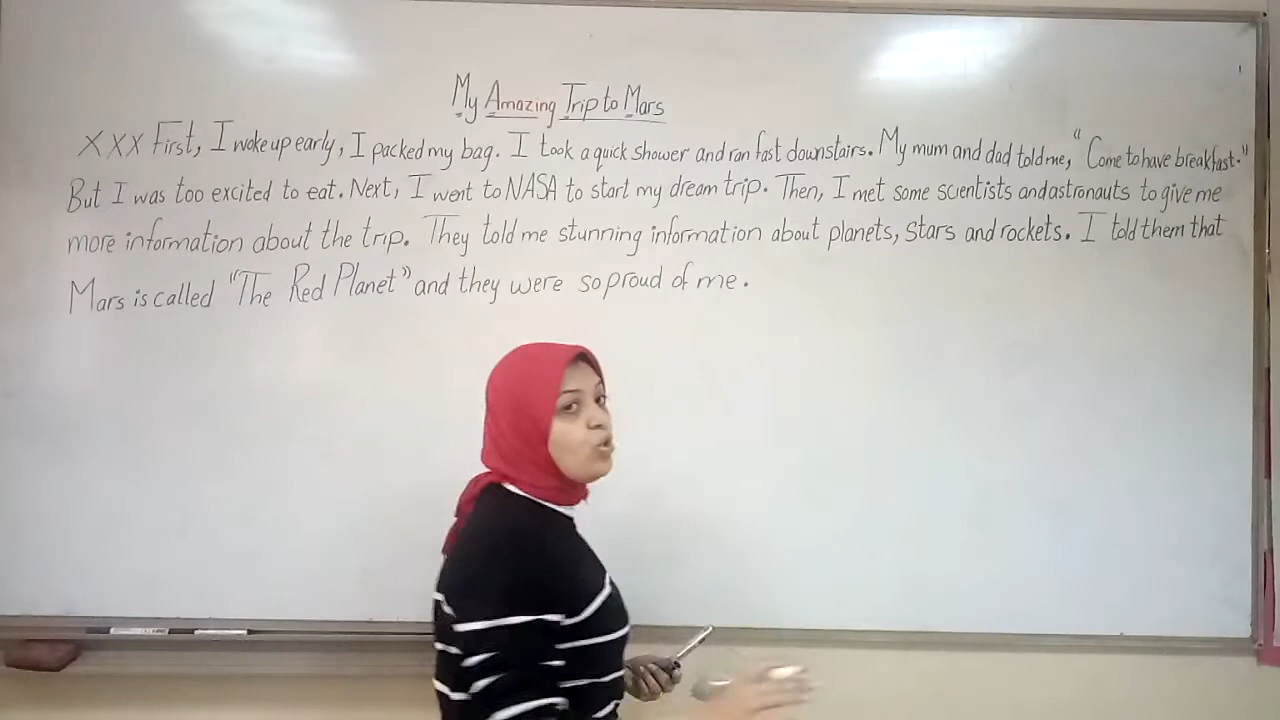 My Amazing Trip to Mars
XXX First, I woke up early, I packed my bag. I took a quick shower and ran fast downstairs. My mum and dad told me, "Come to have breakfast."
But I was too excited to eat. Next, I went to NASA to start my dream trip. Then, I met some scientists and astronauts to give me
more information about the trip. They told me stunning information about planets, stars and rockets. I told them that
Mars is called "The Red Planet" and they were so proud of me.